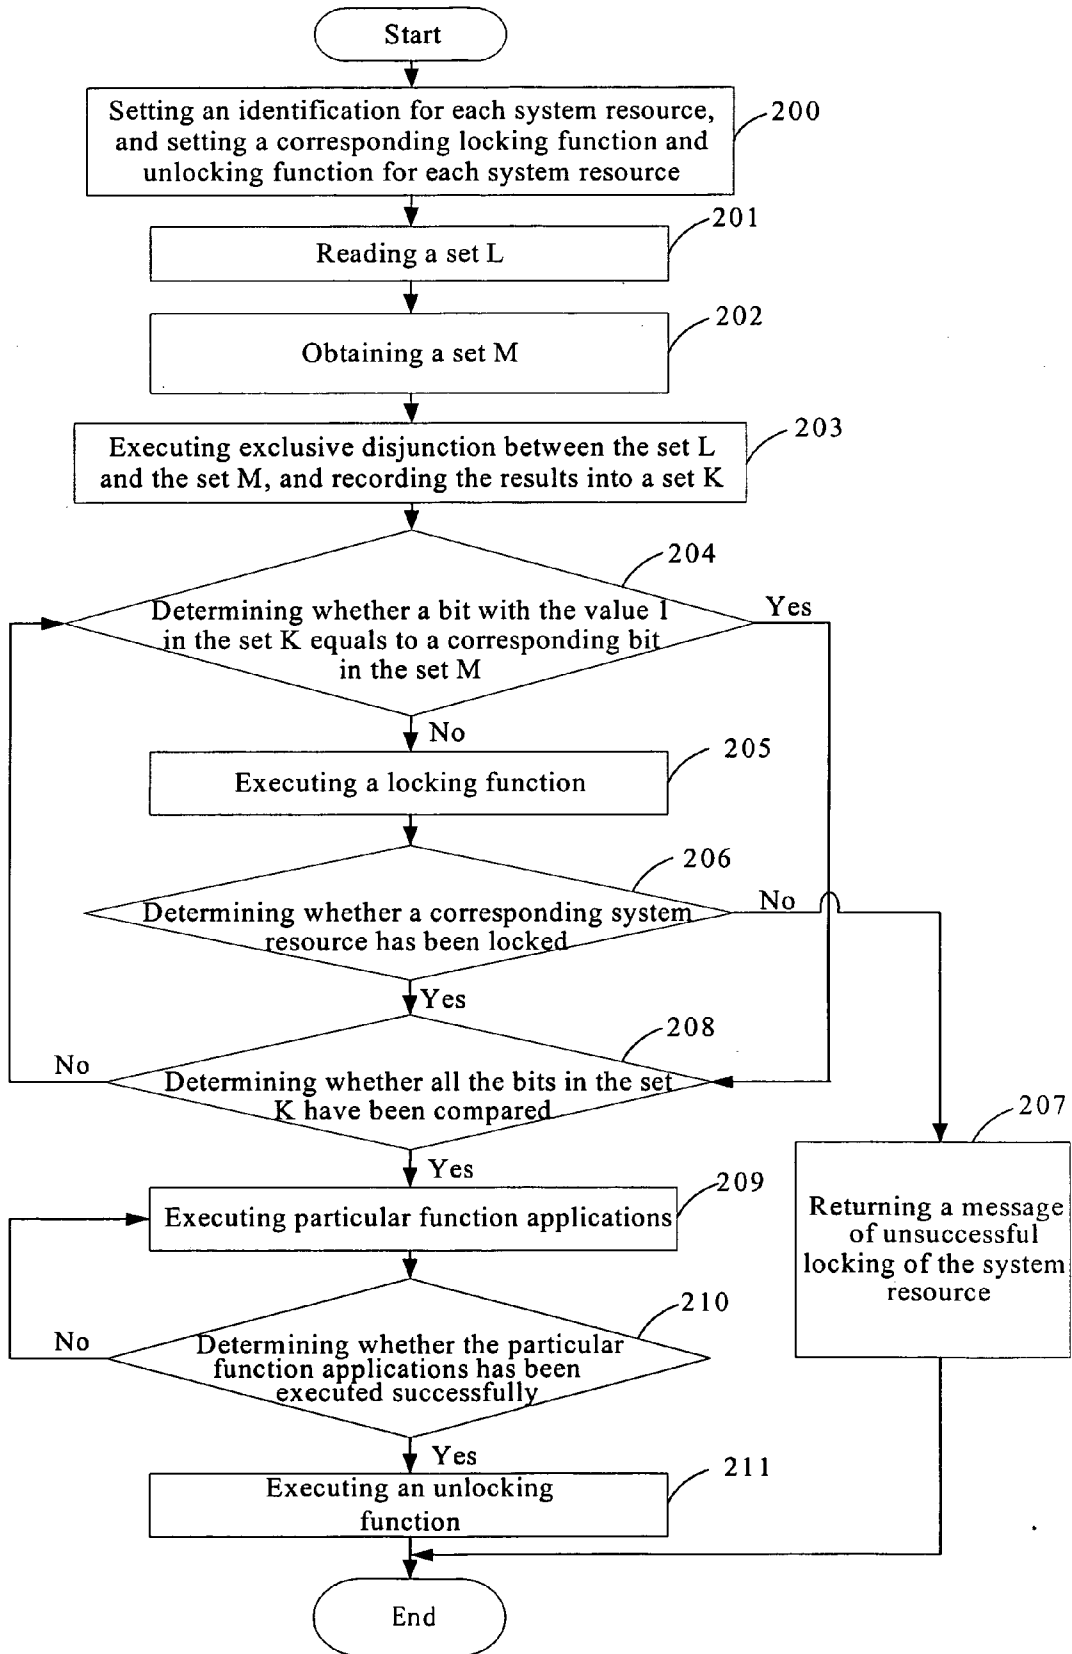 Start
Setting an identification for each system resource,
and setting a corresponding locking function and
unlocking function for each system resource
200
201
Reading a set L
202
Obtaining a set M
203
Executing exclusive disjunction between the set L
and the set M, and recording the results into a set K
204
Determining whether a bit with the value 1
in the set K equals to a corresponding bit
in the set M
Yes
No
205
Executing a locking function
206
Determining whether a corresponding system
resource has been locked
No
Yes
208
No
Determining whether all the bits in the set
K have been compared
207
Yes
209
Executing particular function applications
Returning a message
of unsuccessful
locking of the system
resource
210
No
Determining whether the particular
function applications has been
executed successfully
Yes
211
Executing an unlocking
function
End